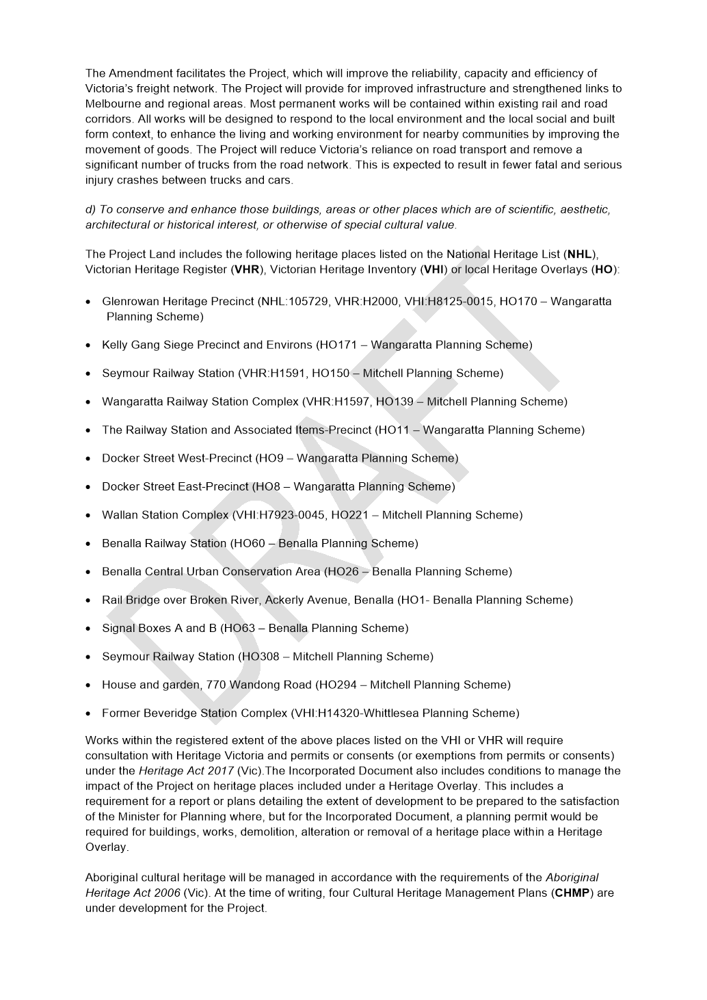 The Amendment facilitates the Project, which will improve the reliability, capacity and efficiency of
Victoria’s freight network. The Project will provide for improved infrastructure and strengthened links to
Melbourne and regional areas. Most permanent works will be contained within existing rail and road
corridors. All works will be designed to respond to the local environment and the local social and built
form context, to enhance the living and working environment for nearby communities by improving the
movement of goods. The Project will reduce Victoria’s reliance on road transport and remove a
significant number of trucks from the road network. This is expected to result in fewer fatal and serious
injury crashes between trucks and cars.
d) To conserve and enhance those buildings, areas or other places which are of scientific, aesthetic,
architectural or historical interest, or otherwise of special cultural value.
The Project Land includes the following heritage places listed on the National Heritage List (NHL),
Victorian Heritage Register (VHR), Victorian Heritage Inventory (VHI) or local Heritage Overlays (HO):
• Glenrowan Heritage Precinct (NHL:105729, VHR:H2000, VHI:H8125-0015, HO170 – Wangaratta
Planning Scheme)
• Kelly Gang Siege Precinct and Environs (HO171 – Wangaratta Planning Scheme)
• Seymour Railway Station (VHR:H1591, HO150 – Mitchell Planning Scheme)
• Wangaratta Railway Station Complex (VHR:H1597, HO139 – Mitchell Planning Scheme)
• The Railway Station and Associated Items-Precinct (HO11 – Wangaratta Planning Scheme)
• Docker Street West-Precinct (HO9 – Wangaratta Planning Scheme)
• Docker Street East-Precinct (HO8 – Wangaratta Planning Scheme)
• Wallan Station Complex (VHI:H7923-0045, HO221 – Mitchell Planning Scheme)
• Benalla Railway Station (HO60 – Benalla Planning Scheme)
• Benalla Central Urban Conservation Area (HO26 – Benalla Planning Scheme)
• Rail Bridge over Broken River, Ackerly Avenue, Benalla (HO1- Benalla Planning Scheme)
• Signal Boxes A and B (HO63 – Benalla Planning Scheme)
• Seymour Railway Station (HO308 – Mitchell Planning Scheme)
• House and garden, 770 Wandong Road (HO294 – Mitchell Planning Scheme)
• Former Beveridge Station Complex (VHI:H14320-Whittlesea Planning Scheme)
Works within the registered extent of the above places listed on the VHI or VHR will require
consultation with Heritage Victoria and permits or consents (or exemptions from permits or consents)
under the Heritage Act 2017 (Vic).The Incorporated Document also includes conditions to manage the
impact of the Project on heritage places included under a Heritage Overlay. This includes a
requirement for a report or plans detailing the extent of development to be prepared to the satisfaction
of the Minister for Planning where, but for the Incorporated Document, a planning permit would be
required for buildings, works, demolition, alteration or removal of a heritage place within a Heritage
Overlay.
Aboriginal cultural heritage will be managed in accordance with the requirements of the Aboriginal
Heritage Act 2006 (Vic). At the time of writing, four Cultural Heritage Management Plans (CHMP) are
under development for the Project.
DRAFT